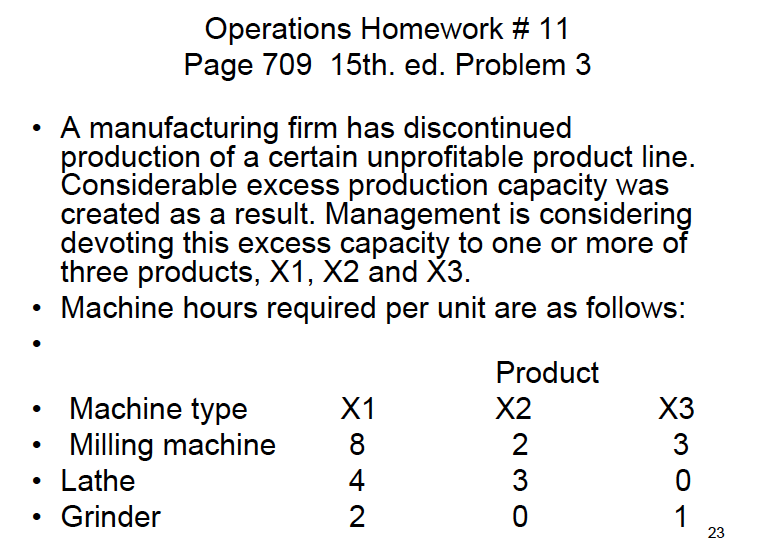 Operations Homework # 11
Page 709 15th. ed. Problem 3
• A manufacturing firm has discontinued
production of a certain unprofitable product line.
Considerable excess production capacity was
created as a result. Management is considering
devoting this excess capacity to one or more of
three products, X1, X2 and X3.
• Machine hours required per unit are as follows:
•
Product
• Machine type X1 X2 X3
• Milling machine 8 2 3
• Lathe 4 3 0
• Grinder 2 0 1
23